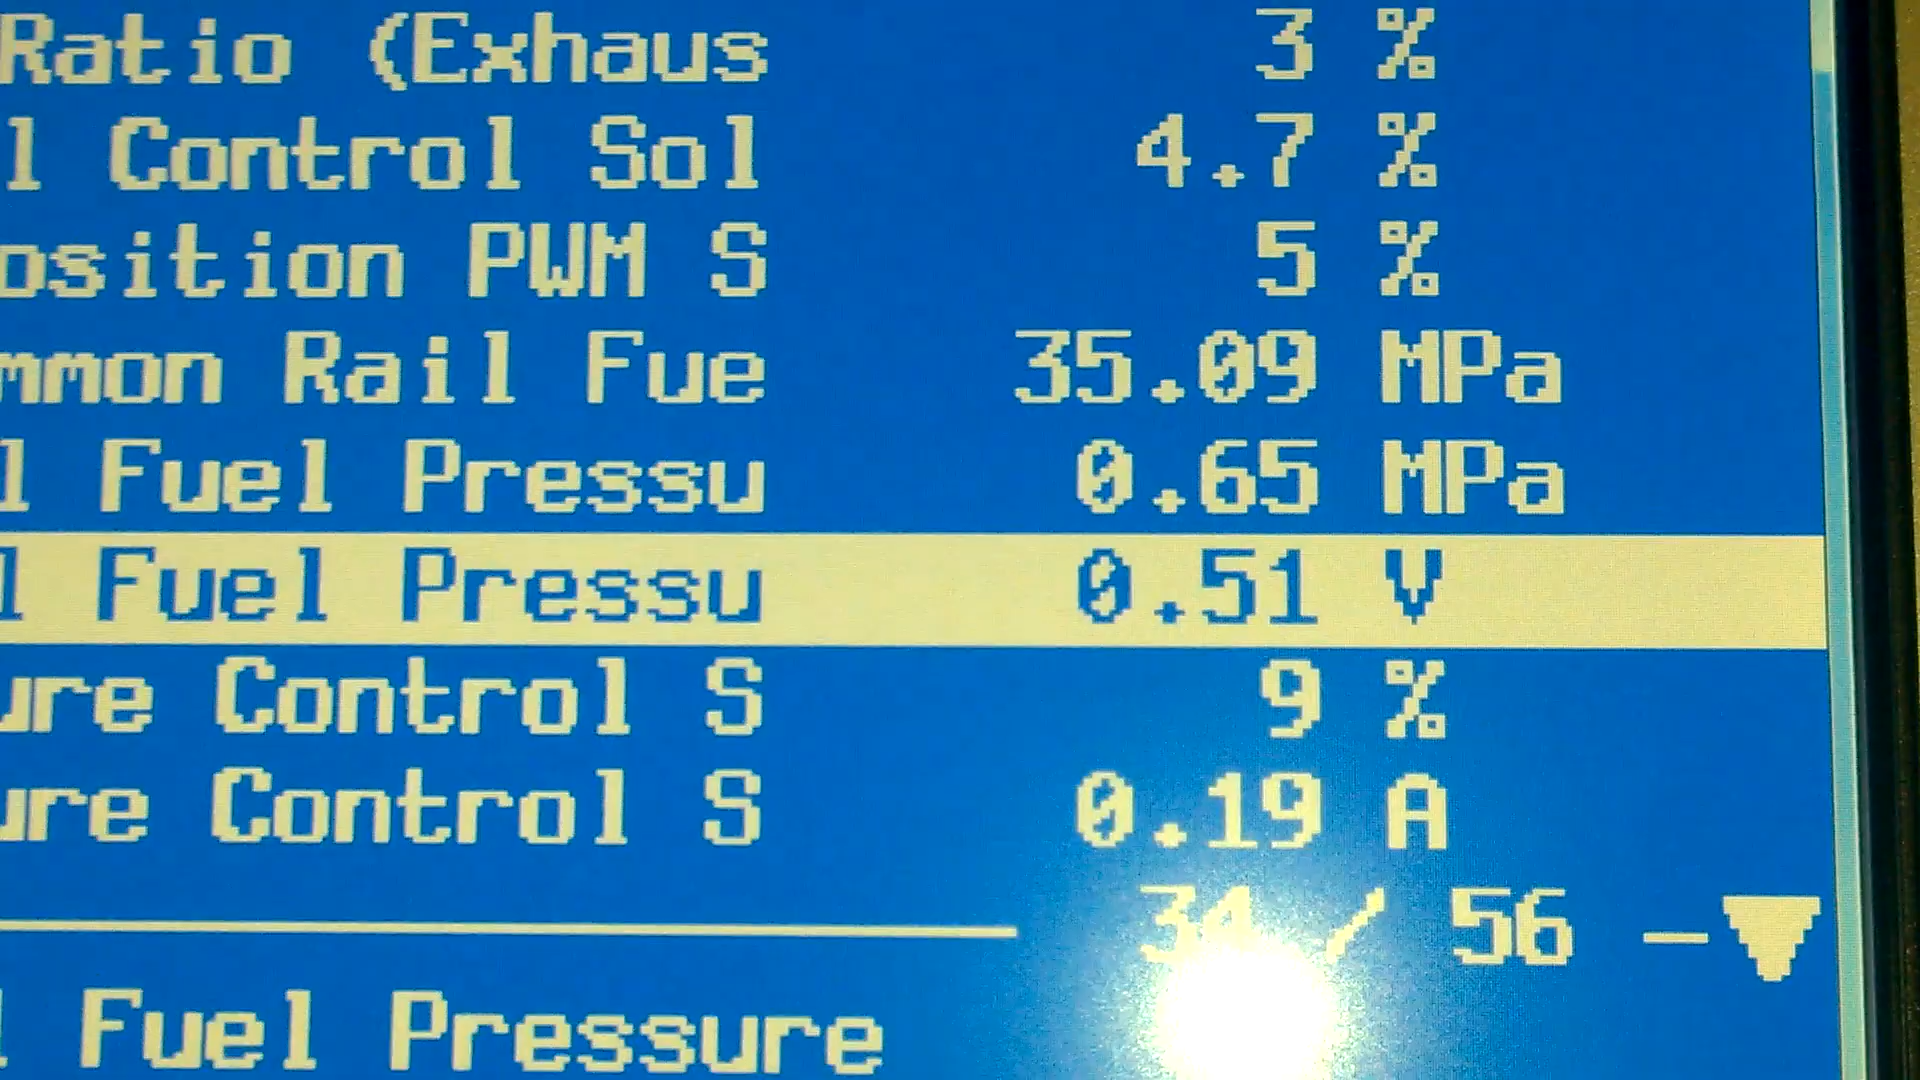 Ratio (Exhaus 3 %
l Control Sol 4.7 %
osition PWM S 5 %
mmon Rail Fue 35.09 MPa
l Fuel Pressu 0.65 MPa
l Fuel Pressu 0.51 V
ure Control S 9 %
ure Control S 0.19 A
34 / 56
l Fuel Pressure